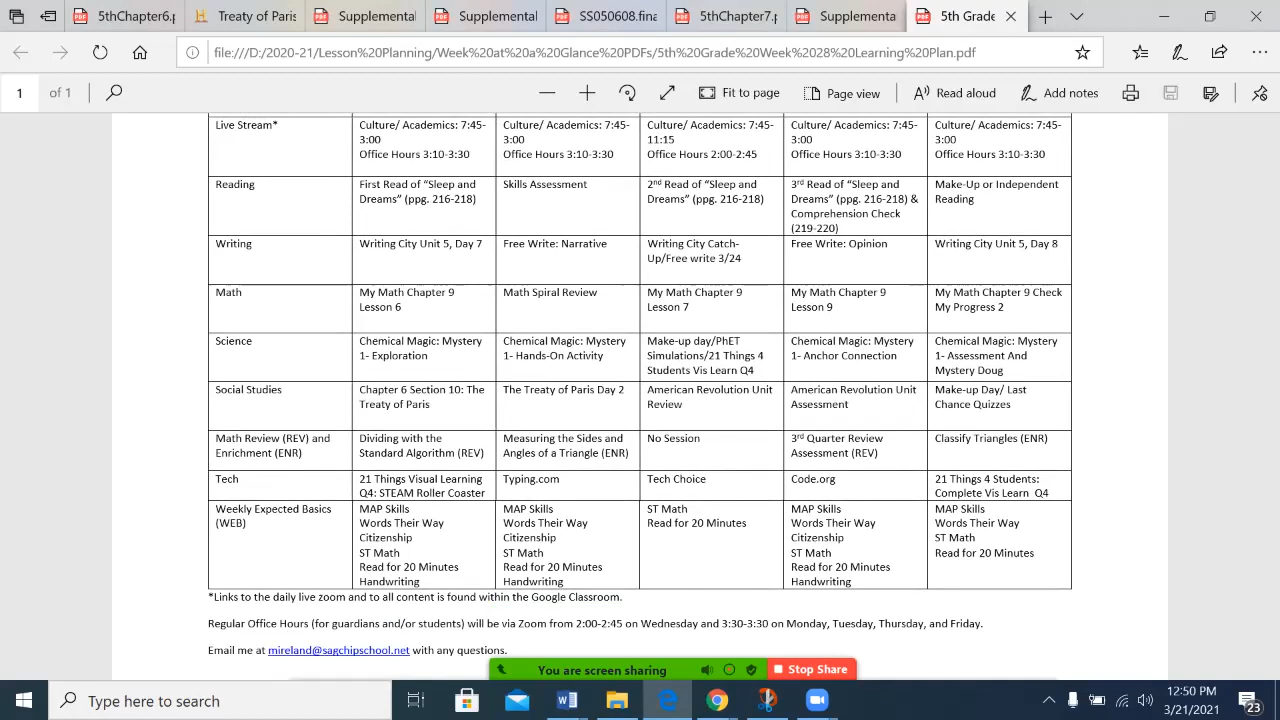 5thChapter6.p
Treaty of Paris
Supplemental
Supplemental
SS050608.fina
5thChapter7.p
Supplementa
5th Grade
file:///D:/2020-21/Lesson%20Planning/Week%20at%20a%20Glance%20PDFs/5th%20Grade%20Week%2028%20Learning%20Plan.pdf
1 of 1
Fit to page
Page view
Read aloud
Add notes
Live Stream*
Culture/ Academics: 7:45-
3:00
Office Hours 3:10-3:30
Culture/ Academics: 7:45-
3:00
Office Hours 3:10-3:30
Culture/ Academics: 7:45-
11:15
Office Hours 2:00-2:45
Culture/ Academics: 7:45-
3:00
Office Hours 3:10-3:30
Culture/ Academics: 7:45-
3:00
Office Hours 3:10-3:30
Reading
First Read of "Sleep and
Dreams" (ppg. 216-218)
Skills Assessment
2nd Read of "Sleep and
Dreams" (ppg. 216-218)
3rd Read of "Sleep and
Dreams" (ppg. 216-218) &
Comprehension Check
(219-220)
Make-Up or Independent
Reading
Writing
Writing City Unit 5, Day 7
Free Write: Narrative
Writing City Catch-
Up/Free write 3/24
Free Write: Opinion
Writing City Unit 5, Day 8
Math
My Math Chapter 9
Lesson 6
Math Spiral Review
My Math Chapter 9
Lesson 7
My Math Chapter 9
Lesson 9
My Math Chapter 9 Check
My Progress 2
Science
Chemical Magic: Mystery
1- Exploration
Chemical Magic: Mystery
1- Hands-On Activity
Make-up day/PhET
Simulations/21 Things 4
Students Vis Learn Q4
Chemical Magic: Mystery
1- Anchor Connection
Chemical Magic: Mystery
1- Assessment And
Mystery Doug
Social Studies
Chapter 6 Section 10: The
Treaty of Paris
The Treaty of Paris Day 2
American Revolution Unit
Review
American Revolution Unit
Assessment
Make-up Day/ Last
Chance Quizzes
Math Review (REV) and
Enrichment (ENR)
Dividing with the
Standard Algorithm (REV)
Measuring the Sides and
Angles of a Triangle (ENR)
No Session
3rd Quarter Review
Assessment (REV)
Classify Triangles (ENR)
Tech
21 Things Visual Learning
Q4: STEAM Roller Coaster
Typing.com
Tech Choice
Code.org
21 Things 4 Students:
Complete Vis Learn Q4
Weekly Expected Basics
(WEB)
MAP Skills
Words Their Way
Citizenship
ST Math
Read for 20 Minutes
Handwriting
MAP Skills
Words Their Way
Citizenship
ST Math
Read for 20 Minutes
Handwriting
ST Math
Read for 20 Minutes
MAP Skills
Words Their Way
Citizenship
ST Math
Read for 20 Minutes
Handwriting
MAP Skills
Words Their Way
ST Math
Read for 20 Minutes
*Links to the daily live zoom and to all content is found within the Google Classroom.
Regular Office Hours (for guardians and/or students) will be via Zoom from 2:00-2:45 on Wednesday and 3:30-3:30 on Monday, Tuesday, Thursday, and Friday.
Email me at mireland@sagchipschool.net with any questions.
You are screen sharing
Stop Share
Type here to search
12:50 PM
3/21/2021
23